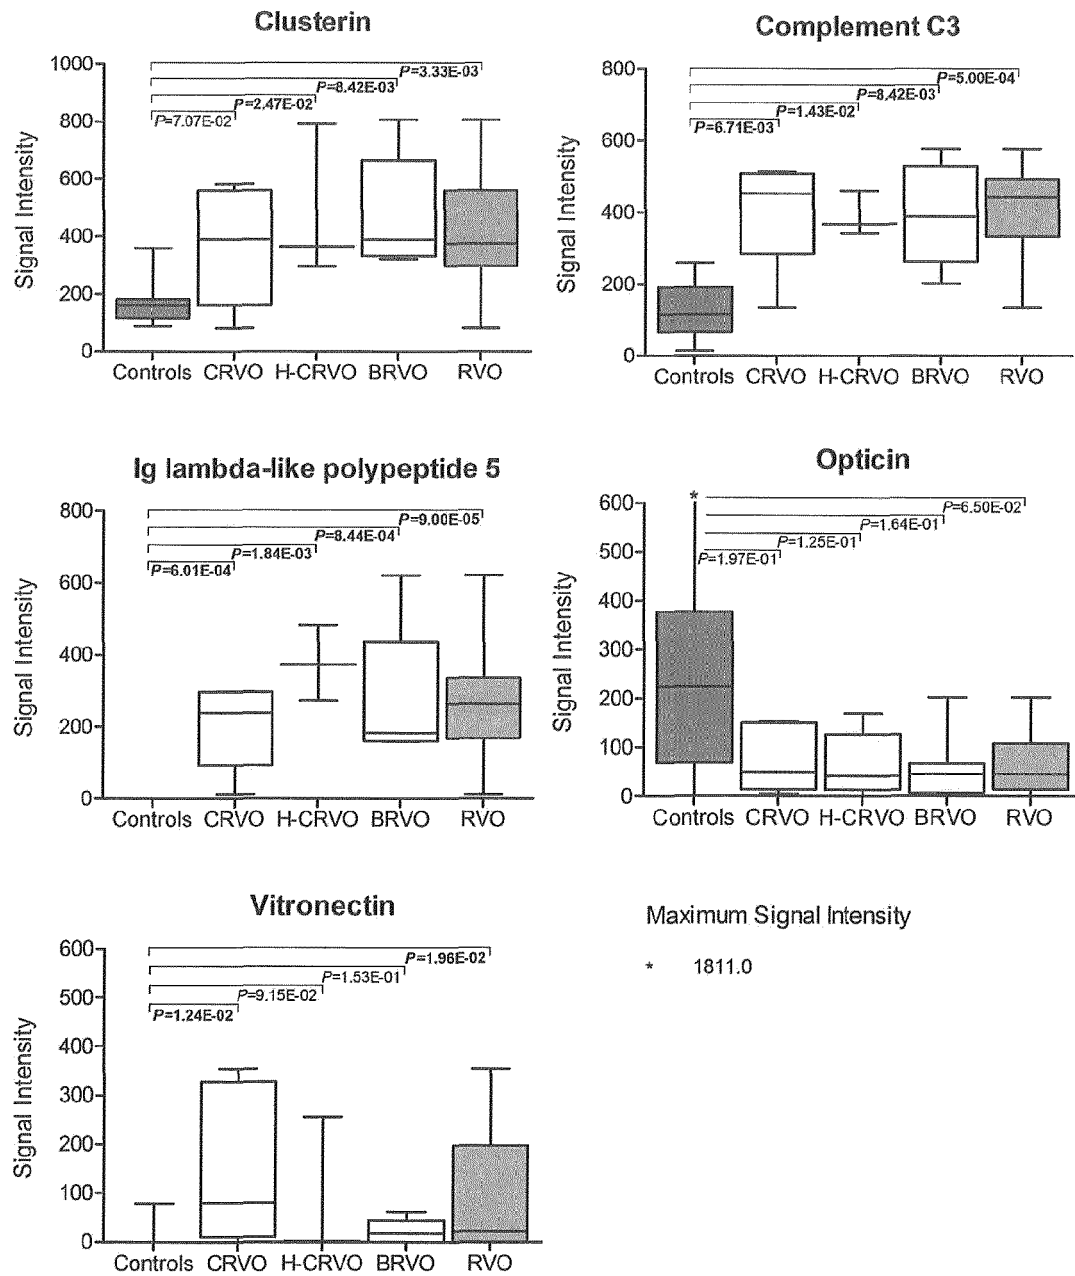 Clusterin
1000
800
600
400
200
0
Signal Intensity
P=3.33E-03
P=8.42E-03
P=2.47E-02
P=7.07E-02
Controls CRVO H-CRVO BRVO RVO
Complement C3
800
600
400
200
0
Signal Intensity
P=5.00E-04
P=8.42E-03
P=1.43E-02
P=6.71E-03
Controls CRVO H-CRVO BRVO RVO
Ig lambda-like polypeptide 5
800
600
400
200
0
Signal Intensity
P=9.00E-05
P=8.44E-04
P=1.84E-03
P=6.01E-04
Controls CRVO H-CRVO BRVO RVO
Opticin
600
500
400
300
200
100
0
Signal Intensity
*
P=6.50E-02
P=1.64E-01
P=1.25E-01
P=1.97E-01
Controls CRVO H-CRVO BRVO RVO
Vitronectin
600
500
400
300
200
100
0
Signal Intensity
P=1.96E-02
P=1.53E-01
P=9.15E-02
P=1.24E-02
Controls CRVO H-CRVO BRVO RVO
Maximum Signal Intensity
* 1811.0